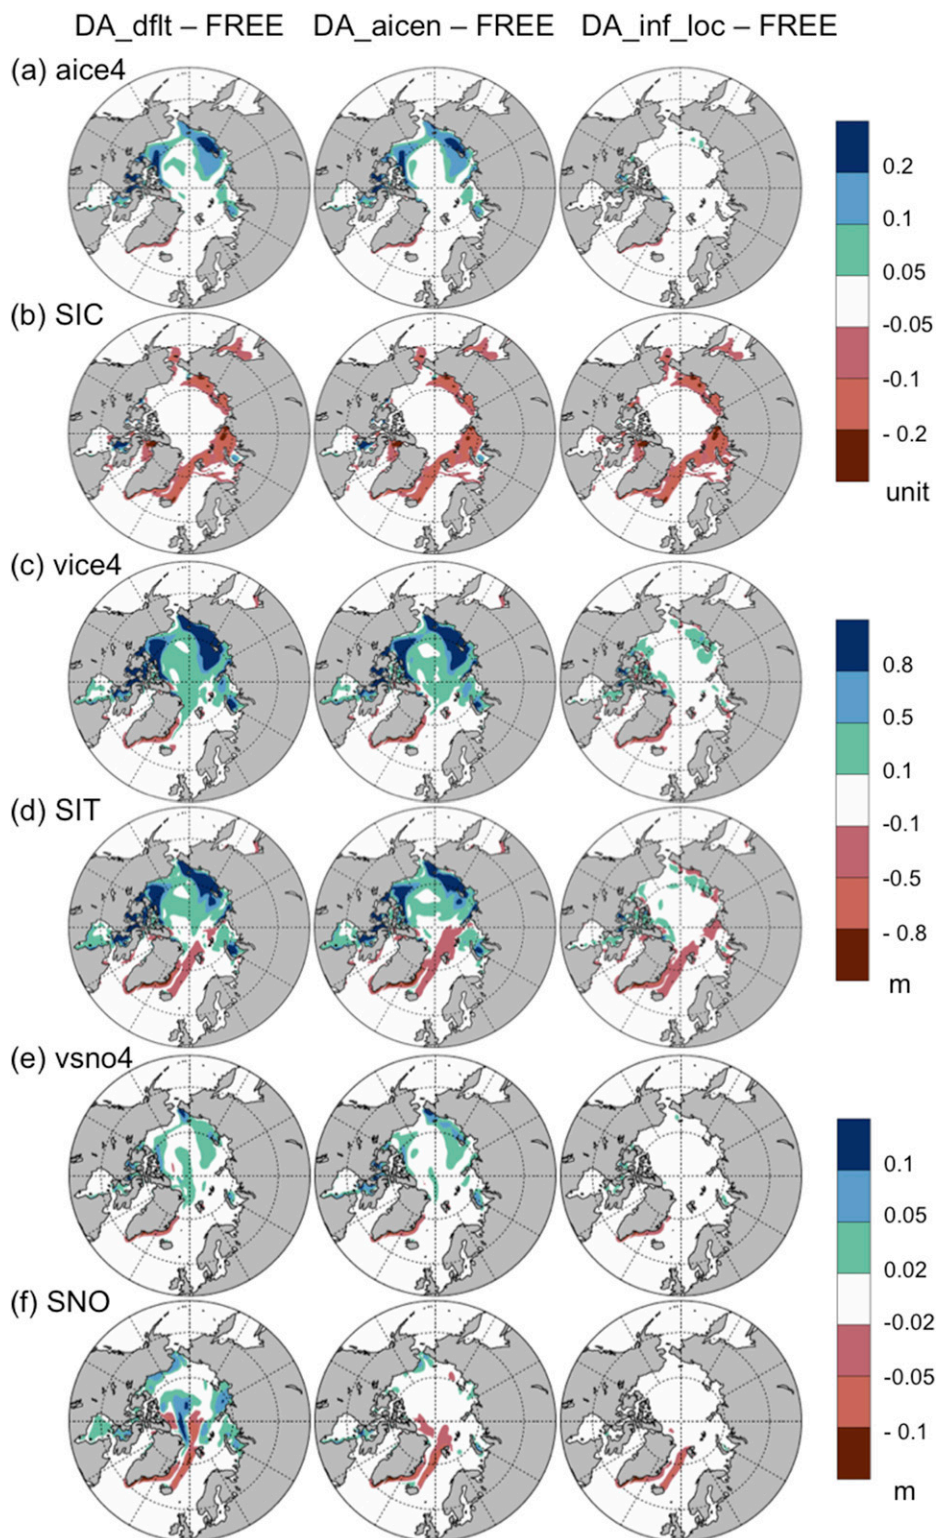 DA_dflt – FREE DA_aicen – FREE DA_inf_loc – FREE
(a) aice4
0.2
0.1
0.05
-0.05
-0.1
- 0.2
unit
(b) SIC
(c) vice4
0.8
0.5
0.1
-0.1
-0.5
- 0.8
m
(d) SIT
(e) vsno4
0.1
0.05
0.02
-0.02
-0.05
- 0.1
m
(f) SNO